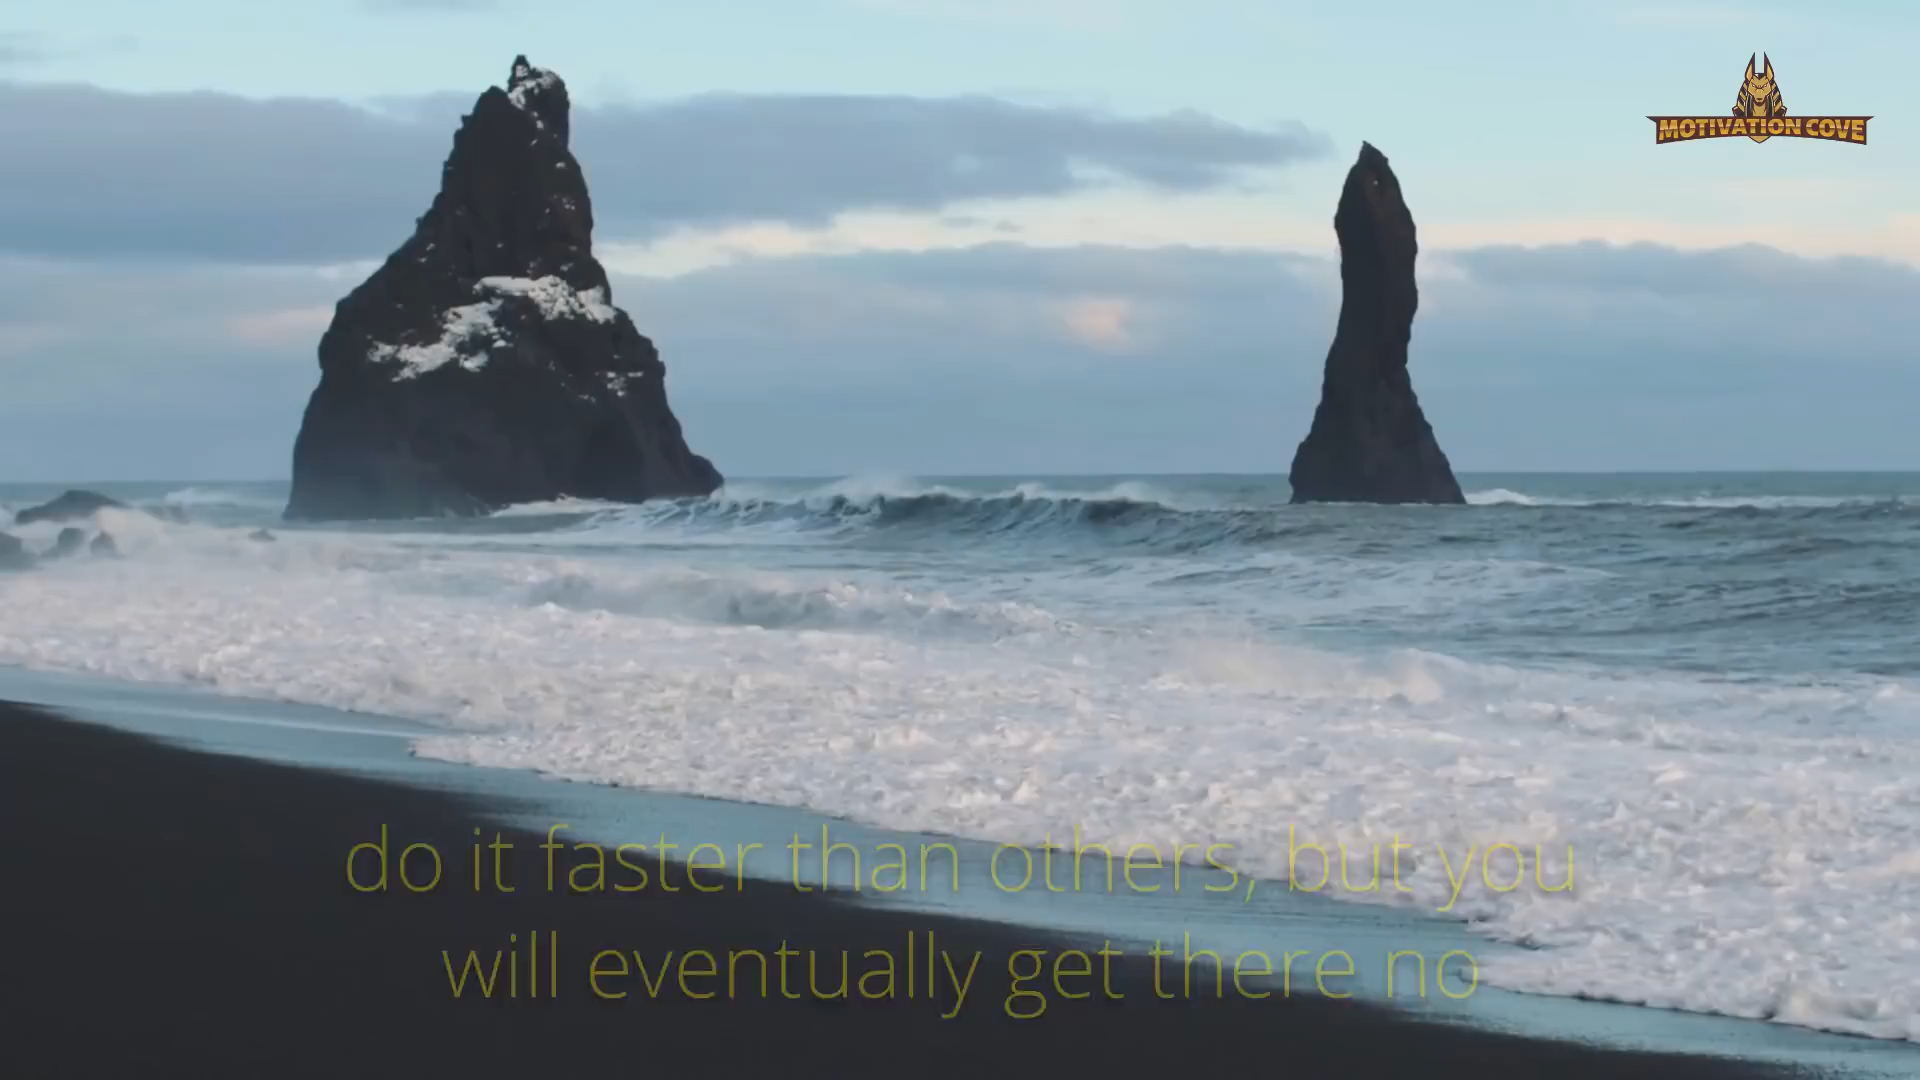 MOTIVATION COVE
do it faster than others, but you
will eventually get there no